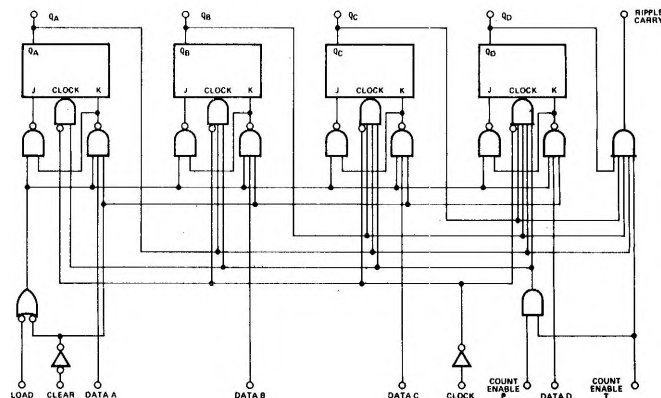 QA QB QC QD RIPPLE
CARRY
QA QB QC QD
J CLOCK K J CLOCK K J CLOCK K J CLOCK K
LOAD CLEAR DATA A DATA B DATA C CLOCK COUNT ENABLE P DATA D COUNT ENABLE T